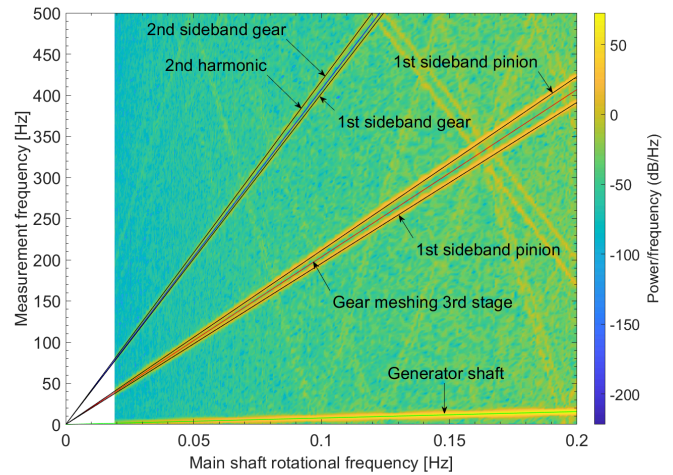 500
450
400
350
300
250
200
150
100
50
0
Measurement frequency [Hz]
2nd sideband gear
2nd harmonic
1st sideband gear
1st sideband pinion
1st sideband pinion
Gear meshing 3rd stage
Generator shaft
0
0.05
0.1
0.15
0.2
Main shaft rotational frequency [Hz]
50
0
-50
-100
-150
-200
Power/frequency (dB/Hz)